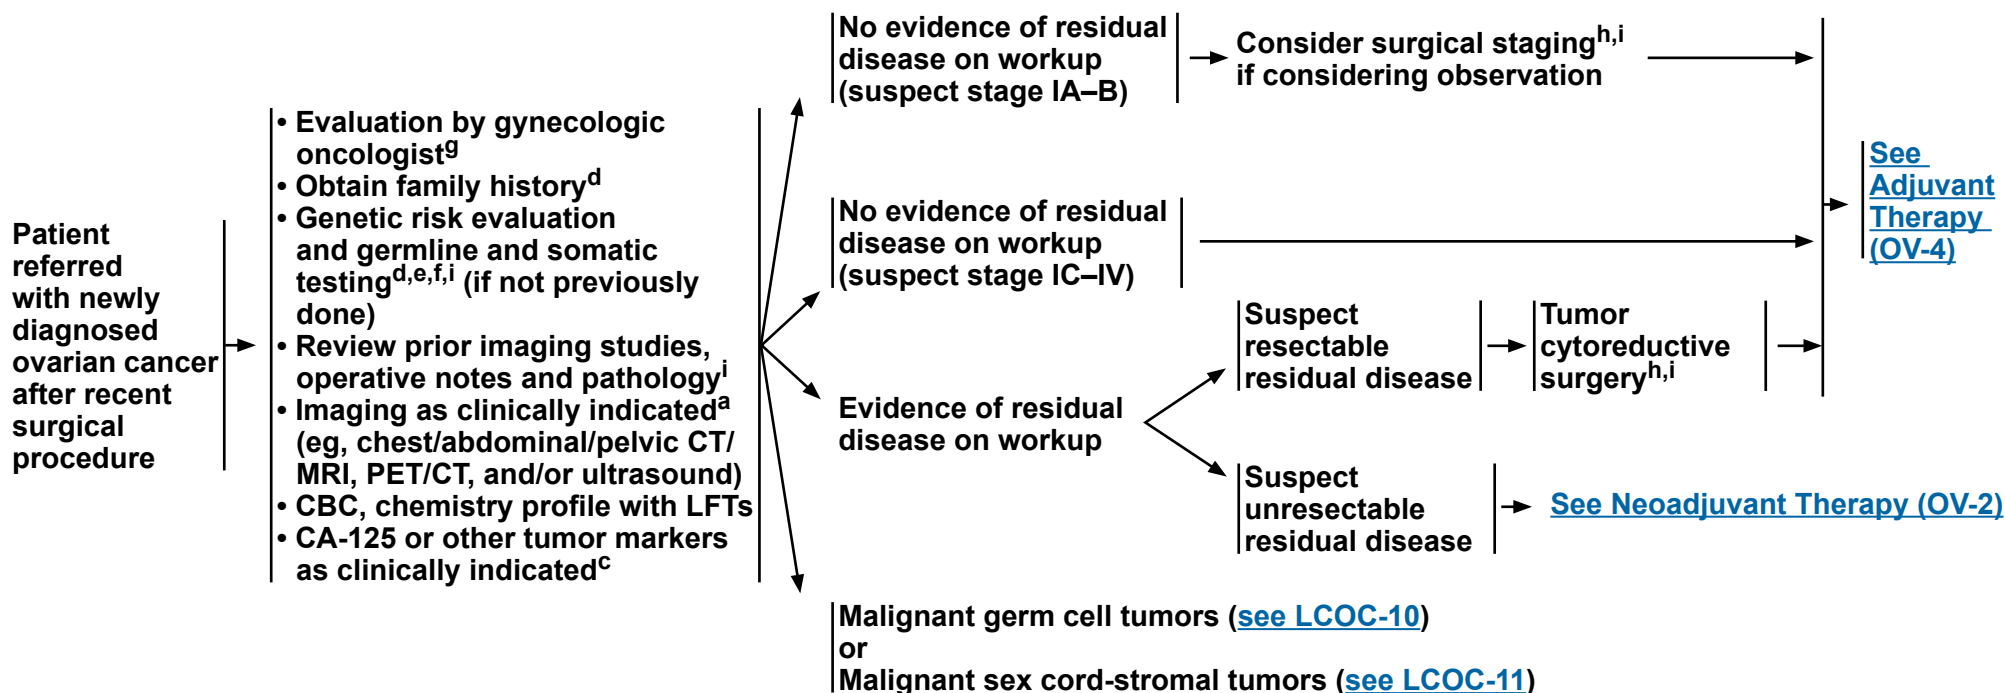 Patient
referred
with newly
diagnosed
ovarian cancer
after recent
surgical
procedure
• Evaluation by gynecologic
oncologistg
• Obtain family historyd
• Genetic risk evaluation
and germline and somatic
testingd,e,f,i (if not previously
done)
• Review prior imaging studies,
operative notes and pathologyi
• Imaging as clinically indicateda
(eg, chest/abdominal/pelvic CT/
MRI, PET/CT, and/or ultrasound)
• CBC, chemistry profile with LFTs
• CA-125 or other tumor markers
as clinically indicatedc
No evidence of residual
disease on workup
(suspect stage IA–B)
Consider surgical stagingh,i
if considering observation
No evidence of residual
disease on workup
(suspect stage IC–IV)
Evidence of residual
disease on workup
Suspect
resectable
residual disease
Tumor
cytoreductive
surgeryh,i
See
Adjuvant
Therapy
(OV-4)
Suspect
unresectable
residual disease
See Neoadjuvant Therapy (OV-2)
Malignant germ cell tumors (see LCOC-10)
or
Malignant sex cord-stromal tumors (see LCOC-11)